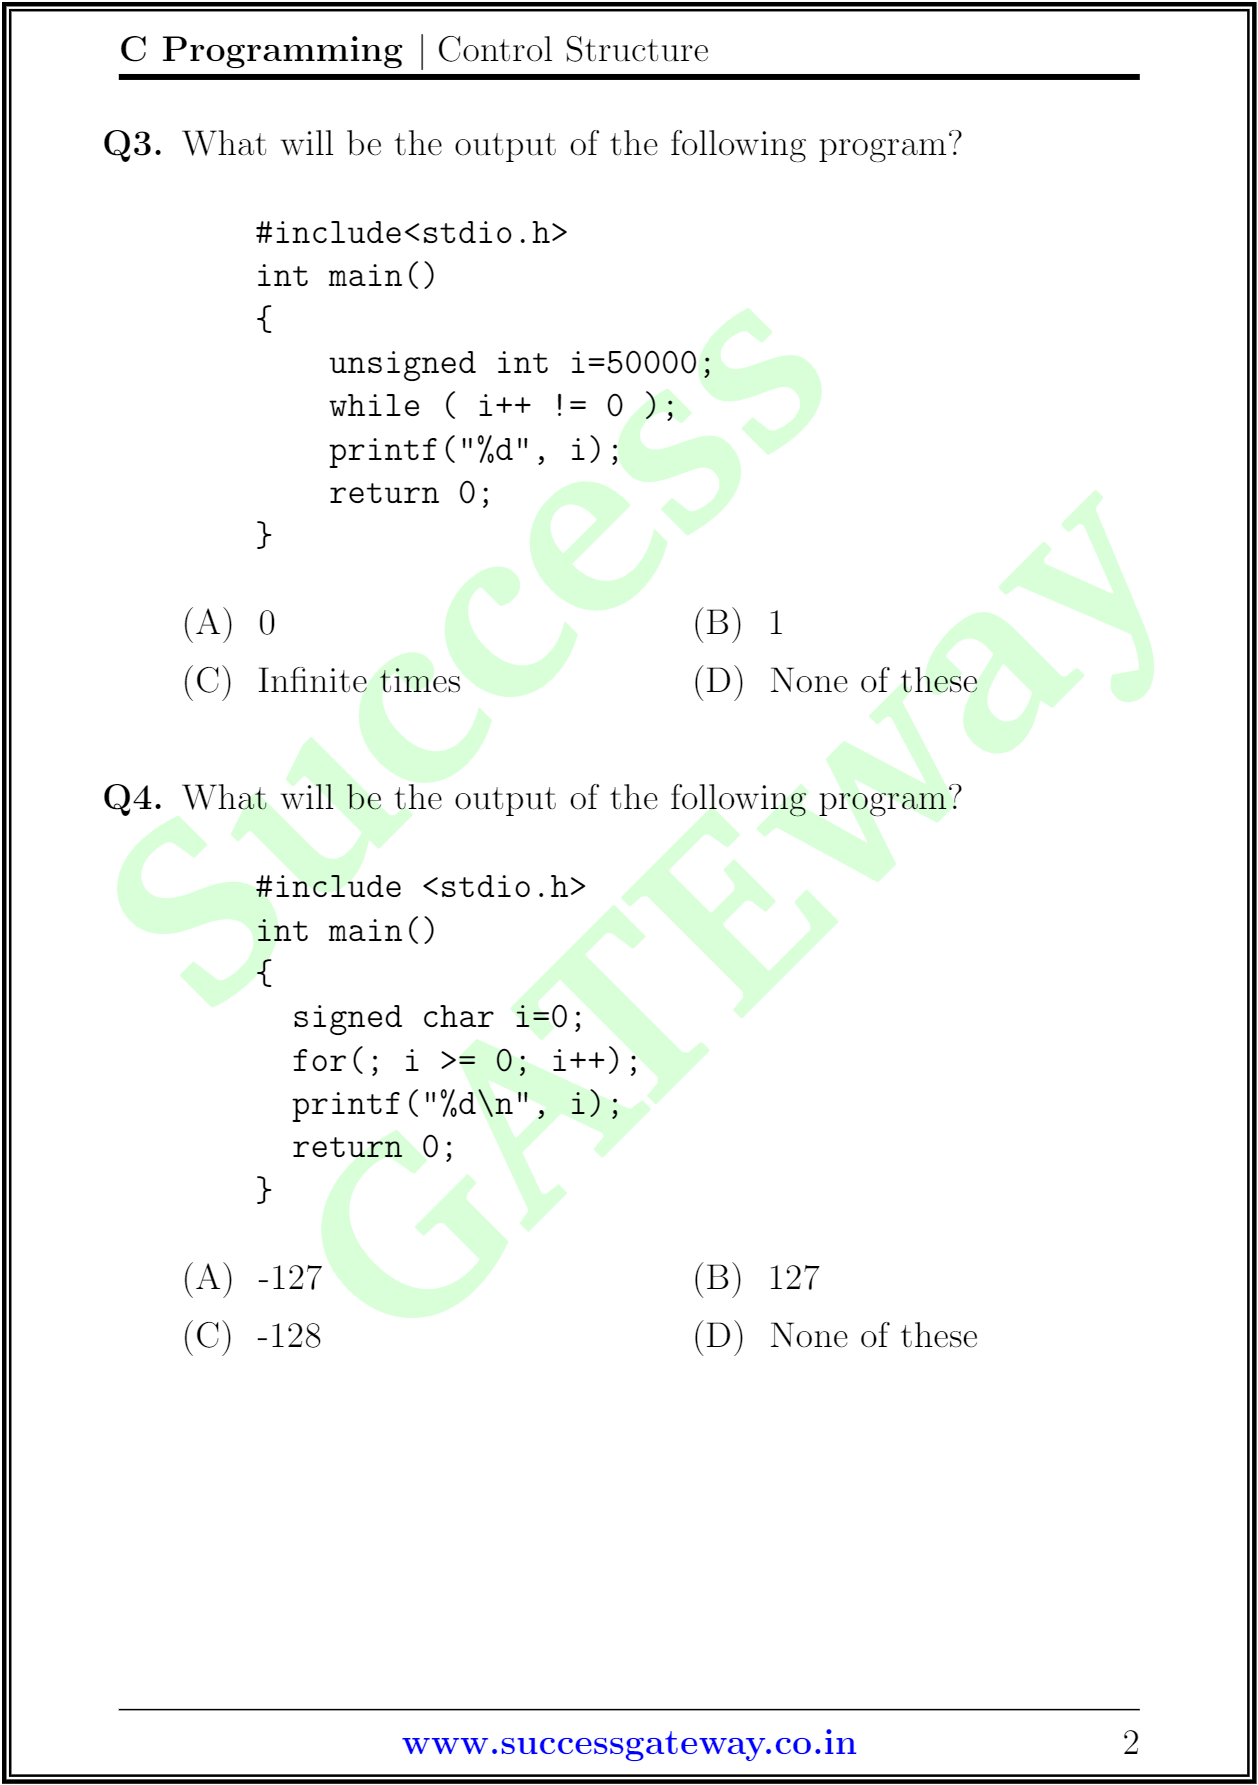 C Programming | Control Structure
Q3. What will be the output of the following program?
#include<stdio.h>
int main()
{
    unsigned int i=50000;
    while ( i++ != 0 );
    printf("%d", i);
    return 0;
}
(A) 0 (B) 1
(C) Infinite times (D) None of these
Q4. What will be the output of the following program?
#include <stdio.h>
int main()
{
  signed char i=0;
  for(; i >= 0; i++);
  printf("%d\n", i);
  return 0;
}
(A) -127 (B) 127
(C) -128 (D) None of these
Success
GATEway
www.successgateway.co.in 2